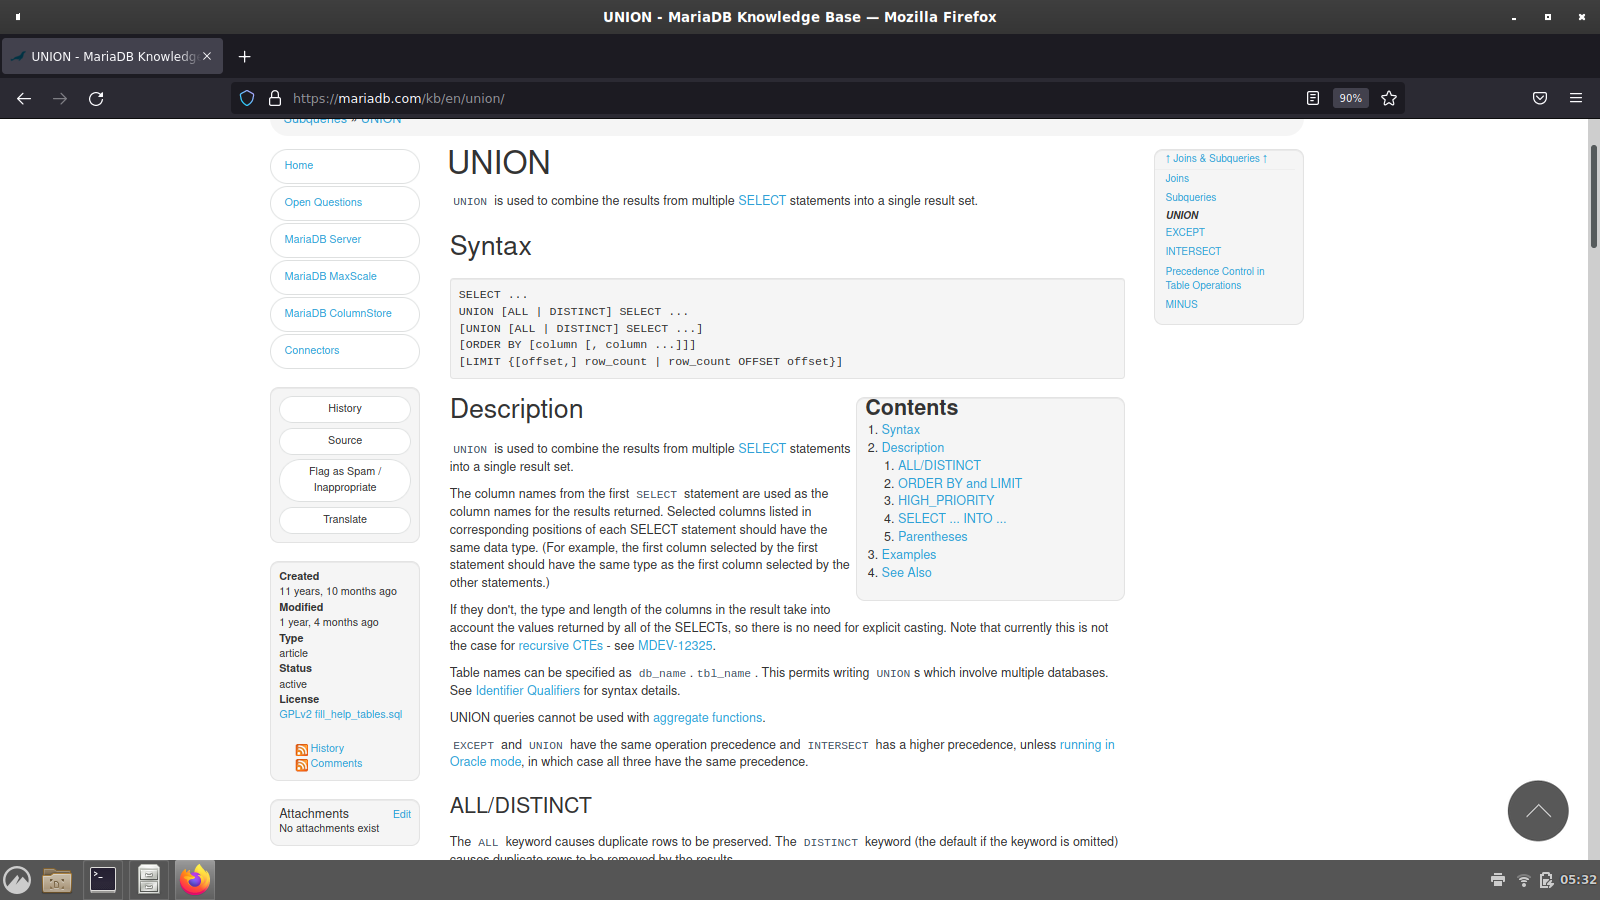 UNION - MariaDB Knowledge Base — Mozilla Firefox
UNION - MariaDB Knowledg
https://mariadb.com/kb/en/union/
90%
Subqueries » UNION
Home
Open Questions
MariaDB Server
MariaDB MaxScale
MariaDB ColumnStore
Connectors
History
Source
Flag as Spam /
Inappropriate
Translate
Created
11 years, 10 months ago
Modified
1 year, 4 months ago
Type
article
Status
active
License
GPLv2 fill_help_tables.sql
History
Comments
Attachments Edit
No attachments exist
UNION
UNION is used to combine the results from multiple SELECT statements into a single result set.
Syntax
SELECT ...
UNION [ALL | DISTINCT] SELECT ...
[UNION [ALL | DISTINCT] SELECT ...]
[ORDER BY [column [, column ...]]]
[LIMIT {[offset,] row_count | row_count OFFSET offset}]
Contents
1. Syntax
2. Description
1. ALL/DISTINCT
2. ORDER BY and LIMIT
3. HIGH_PRIORITY
4. SELECT ... INTO ...
5. Parentheses
3. Examples
4. See Also
Description
UNION is used to combine the results from multiple SELECT statements
into a single result set.
The column names from the first SELECT statement are used as the
column names for the results returned. Selected columns listed in
corresponding positions of each SELECT statement should have the
same data type. (For example, the first column selected by the first
statement should have the same type as the first column selected by the
other statements.)
If they don't, the type and length of the columns in the result take into
account the values returned by all of the SELECTs, so there is no need for explicit casting. Note that currently this is not
the case for recursive CTEs - see MDEV-12325.
Table names can be specified as db_name.tbl_name. This permits writing UNIONs which involve multiple databases.
See Identifier Qualifiers for syntax details.
UNION queries cannot be used with aggregate functions.
EXCEPT and UNION have the same operation precedence and INTERSECT has a higher precedence, unless running in
Oracle mode, in which case all three have the same precedence.
ALL/DISTINCT
The ALL keyword causes duplicate rows to be preserved. The DISTINCT keyword (the default if the keyword is omitted)
causes duplicate rows to be removed by the results.
↑ Joins & Subqueries ↑
Joins
Subqueries
UNION
EXCEPT
INTERSECT
Precedence Control in
Table Operations
MINUS
05:32